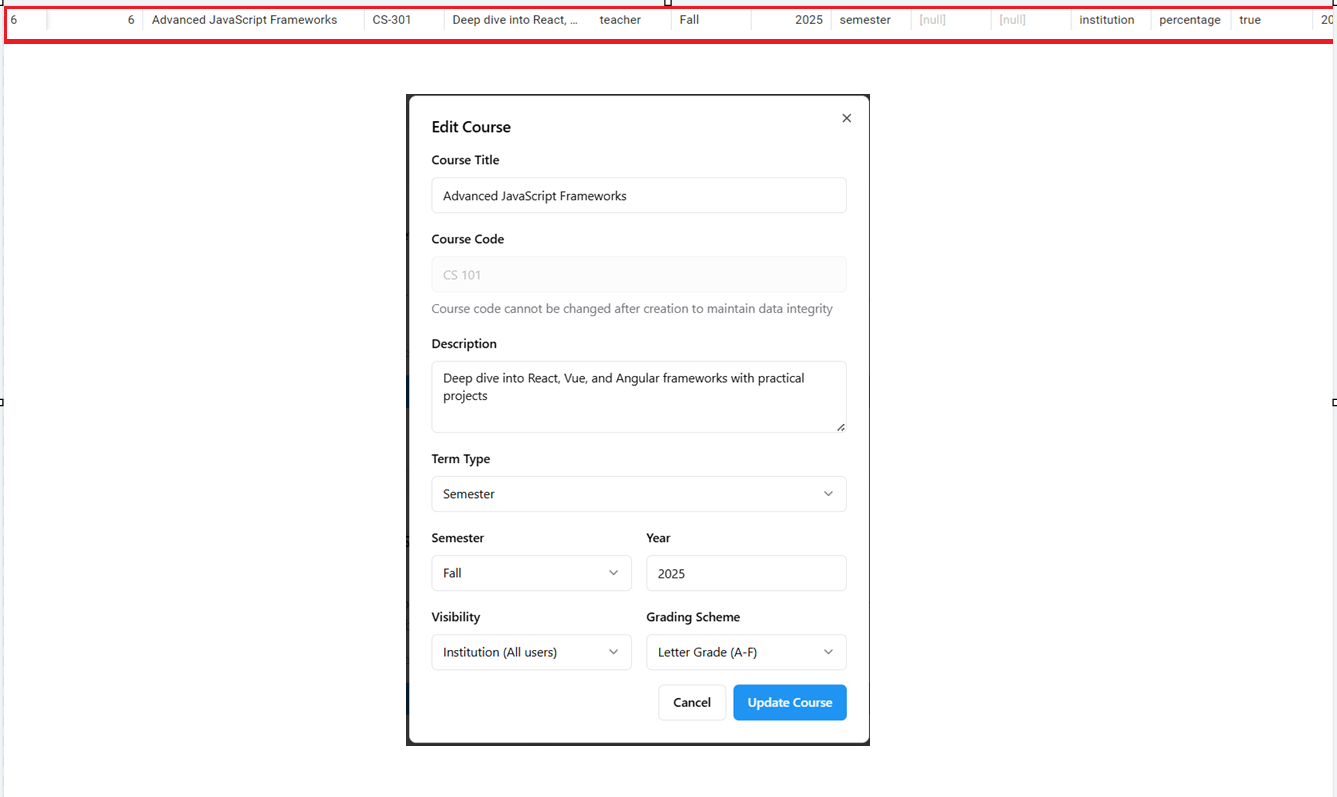 6 6 Advanced JavaScript Frameworks CS-301 Deep dive into React, ... teacher Fall 2025 semester [null] [null] institution percentage true 20
Edit Course
Course Title
Advanced JavaScript Frameworks
Course Code
CS 101
Course code cannot be changed after creation to maintain data integrity
Description
Deep dive into React, Vue, and Angular frameworks with practical
projects
Term Type
Semester
Semester Year
Fall 2025
Visibility Grading Scheme
Institution (All users) Letter Grade (A-F)
Cancel Update Course